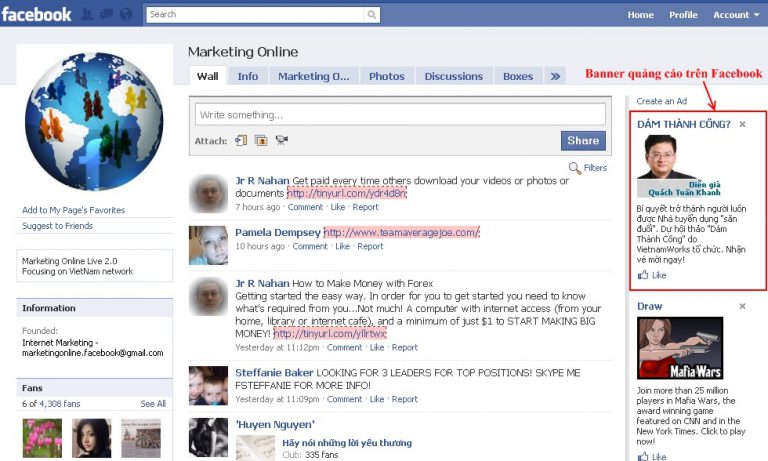 facebook
Search
Home Profile Account
Marketing Online
Wall Info Marketing O... Photos Discussions Boxes »
Banner quảng cáo trên Facebook
Write something...
Attach:
Share
Filters
Add to My Page's Favorites
Suggest to Friends
Marketing Online Live 2.0
Focusing on VietNam network
Information
Founded:
Internet Marketing -
marketingonline.facebook@gmail.com
Fans
6 of 4,308 fans See All
Jr R Nahan Get paid every time others download your videos or photos or
documents http://tinyurl.com/ydr4d8n
7 hours ago · Comment · Like · Report
Pamela Dempsey http://www.teamaveragejoe.com/
10 hours ago · Comment · Like · Report
Jr R Nahan How to Make Money with Forex
Getting started the easy way. In order for you to get started you need to know
what's required from you...Not much! A computer with internet access (from your
home, library or internet cafe), and a minimum of just $1 to START MAKING BIG
MONEY! http://tinyurl.com/yllrtwx
Yesterday at 11:12pm · Comment · Like · Report
Steffanie Baker LOOKING FOR 3 LEADERS FOR TOP POSITIONS! SKYPE ME
FSTEFFANIE FOR MORE INFO!
Yesterday at 11:09pm · Comment · Like · Report
'Huyen Nguyen'
Hãy nói những lời yêu thương
Club: 335 fans
Create an Ad
DÁM THÀNH CÔNG?
Diễn giả
Quách Tuấn Khanh
Bí quyết trở thành người luôn
được Nhà tuyển dụng "săn
đuổi". Dự hội thảo "Dám
Thành Công" do
VietnamWorks tổ chức. Nhận
vé mời ngay!
Like
Draw
Mafia Wars
Join more than 25 million
players in Mafia Wars, the
award winning game
featured on CNN and in the
New York Times. Click to play
now!
Like